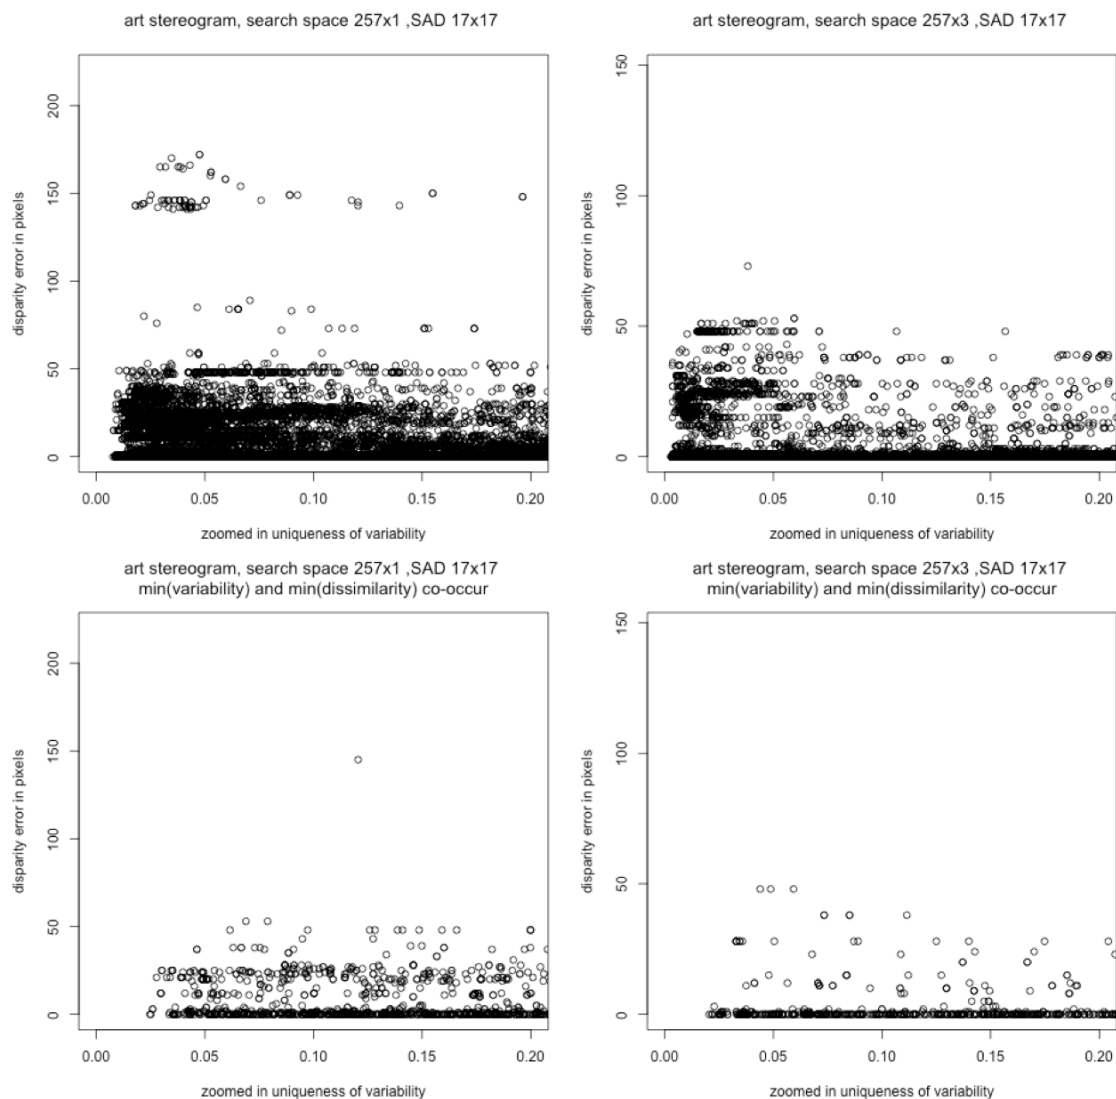 art stereogram, search space 257x1 ,SAD 17x17
200
150
100
50
0
disparity error in pixels
0.00 0.05 0.10 0.15 0.20
zoomed in uniqueness of variability
art stereogram, search space 257x3 ,SAD 17x17
150
100
50
0
disparity error in pixels
0.00 0.05 0.10 0.15 0.20
zoomed in uniqueness of variability
art stereogram, search space 257x1 ,SAD 17x17
min(variability) and min(dissimilarity) co-occur
200
150
100
50
0
disparity error in pixels
0.00 0.05 0.10 0.15 0.20
zoomed in uniqueness of variability
art stereogram, search space 257x3 ,SAD 17x17
min(variability) and min(dissimilarity) co-occur
150
100
50
0
disparity error in pixels
0.00 0.05 0.10 0.15 0.20
zoomed in uniqueness of variability